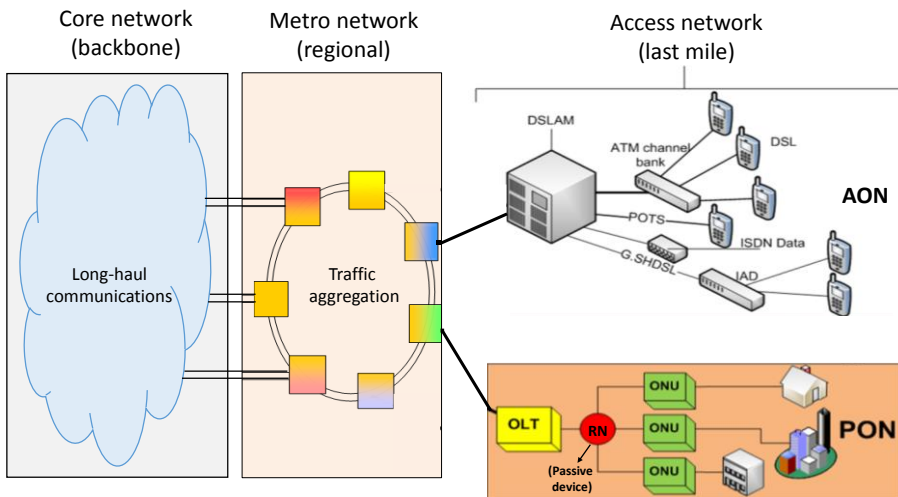 Core network
(backbone)
Metro network
(regional)
Access network
(last mile)
Long-haul
communications
Traffic
aggregation
DSLAM
ATM channel
bank
DSL
AON
POTS
ISDN Data
G.SHDSL
IAD
OLT
RN
(Passive
device)
ONU
ONU
ONU
PON